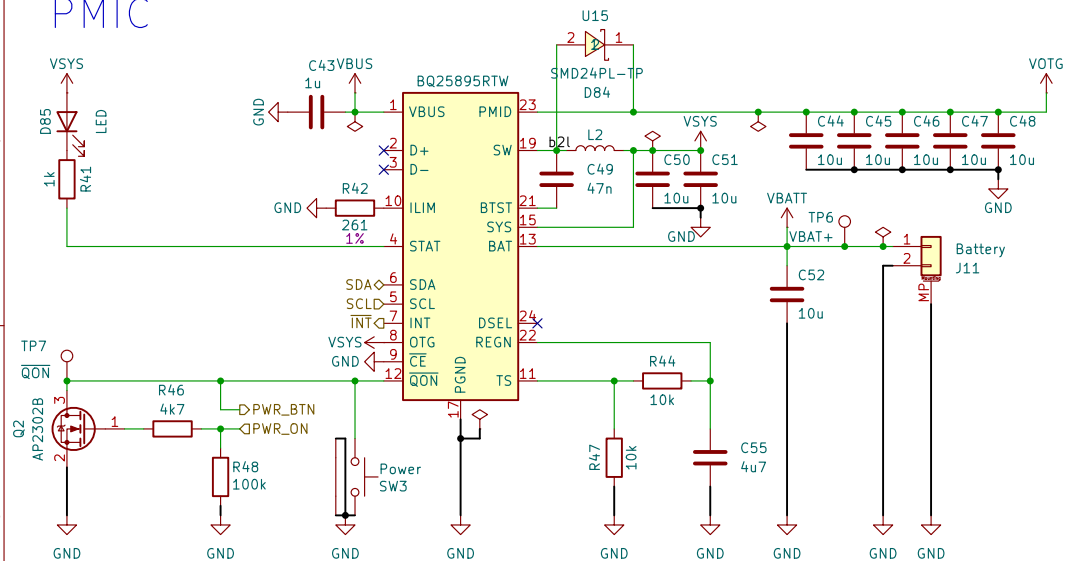 PMIC
U15
2
1
SMD24PL-TP
D84
VSYS
C43
VBUS
1u
GND
BQ25895RTW
VOTG
D85
LED
1 VBUS
PMID 23
C44
C45
C46
C47
C48
10u
10u
10u
10u
10u
GND
2 D+
3 D-
SW 19
b2l
L2
VSYS
C49
47n
C50
10u
C51
10u
GND
1k
R41
GND
R42
261
1%
10 ILIM
BTST 21
SYS 15
4 STAT
BAT 13
VBATT
VBAT+
TP6
1
2
Battery
J11
MP
SDA
6 SDA
SCL
5 SCL
INT
7 INT
DSEL 24
VSYS
8 OTG
REGN 22
GND
9 CE
12 QON
PGND
17
TS 11
C52
10u
R44
10k
TP7
QON
3
Q2
AP2302B
1
2
R46
4k7
PWR_BTN
PWR_ON
R48
100k
Power
SW3
R47
10k
C55
4u7
GND
GND
GND
GND
GND
GND
GND
GND
GND